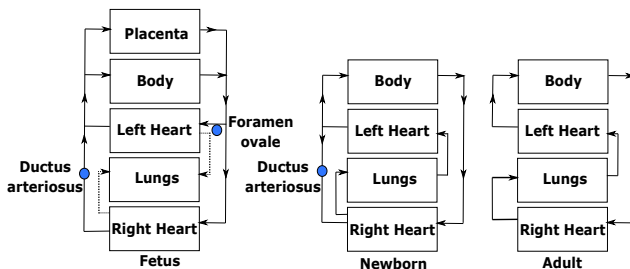 Placenta
Body
Left Heart
Foramen
ovale
Ductus
arteriosus
Lungs
Right Heart
Fetus
Body
Left Heart
Ductus
arteriosus
Lungs
Right Heart
Newborn
Body
Left Heart
Lungs
Right Heart
Adult